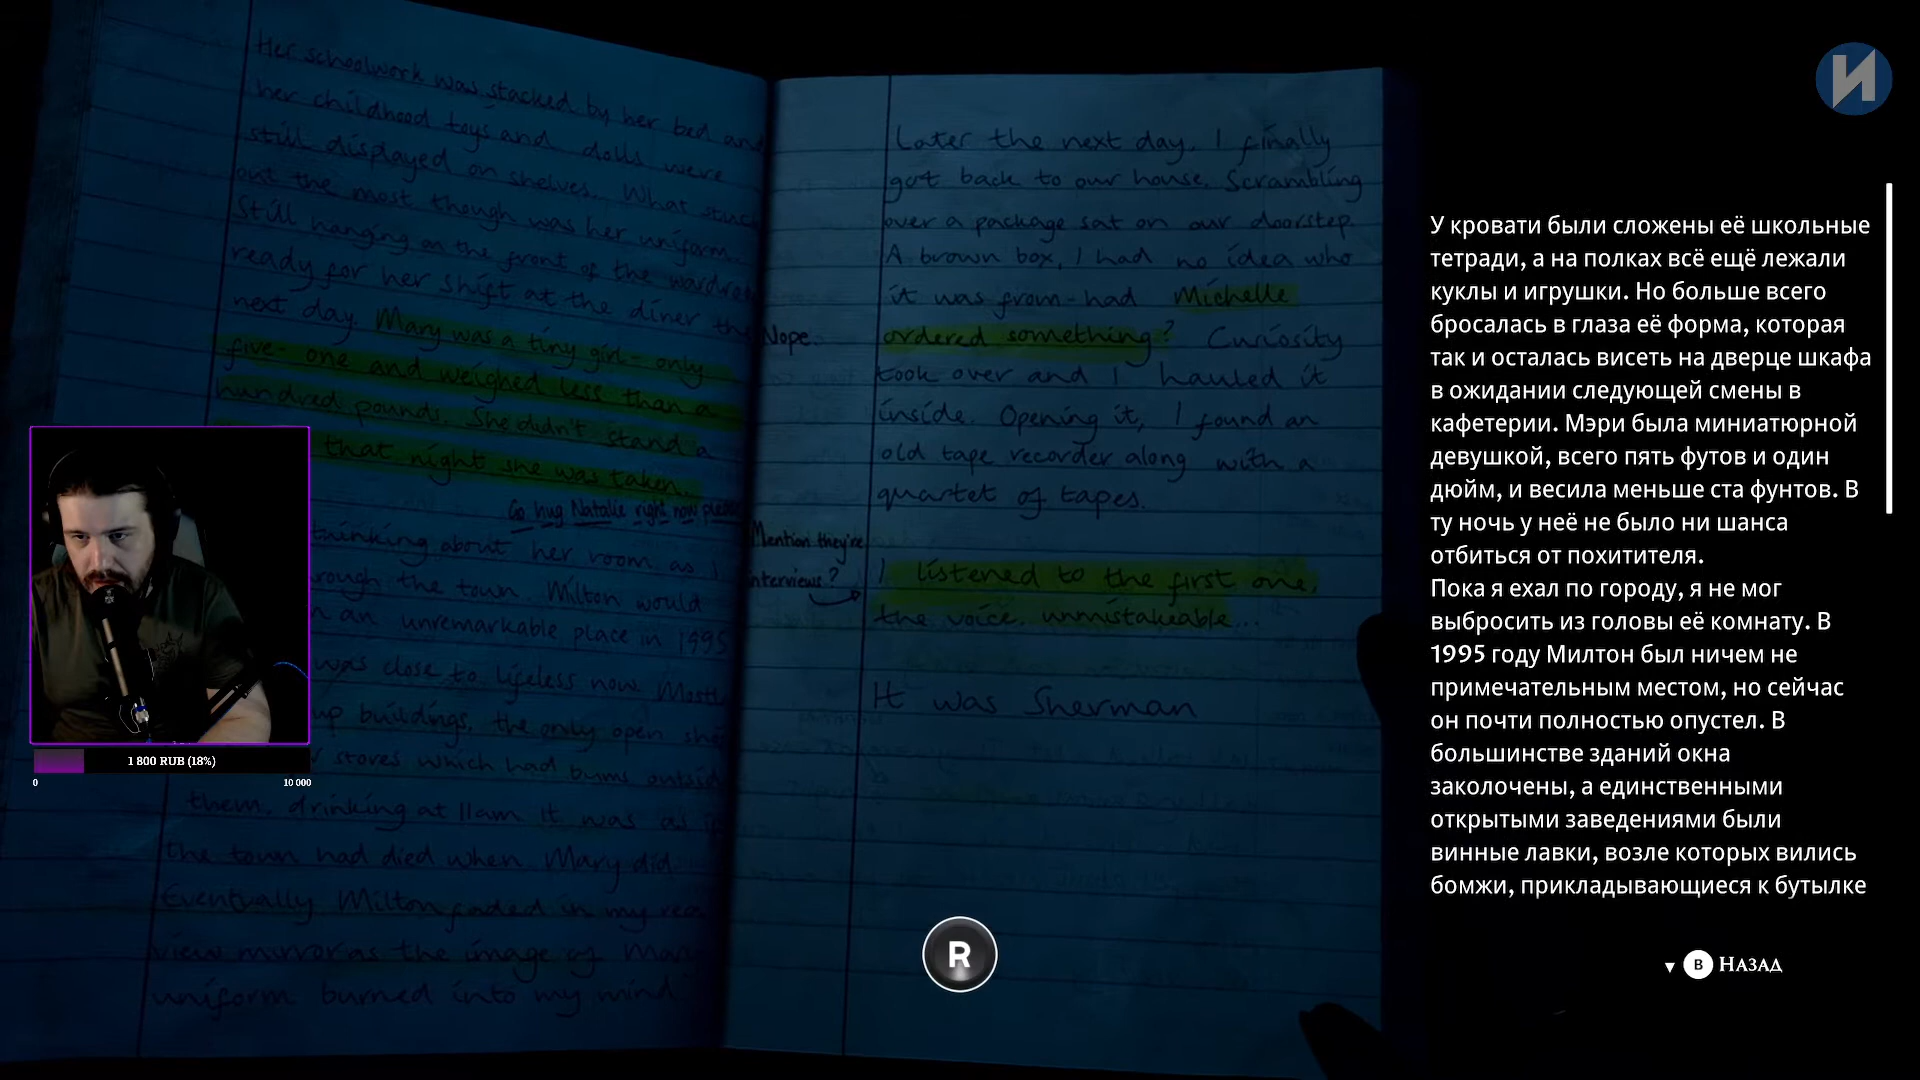 Her schoolwork was stacked by her bed and
her childhood toys and dolls were
still displayed on shelves. What stuck
out the most though was her uniform.
Still hanging on the front of the wardrobe
ready for her shift at the diner the
next day. Mary was a tiny girl - only
five-one and weighed less than a
hundred pounds. She didn't stand a
that night she was taken.
Go hug Natalie right now please
thinking about her room as I
through the town. Milton would
an unremarkable place in 1995
was close to lifeless now. Mostly
up buildings, the only open
stores which had bums outside
them, drinking at 11am. It was as if
the town had died when Mary did.
Eventually Milton faded in my rear
view mirror as the image of Mary
uniform burned into my mind
Nope.
Mention they're
interviews?
Later the next day, I finally
got back to our house. Scrambling
over a package sat on our doorstep.
A brown box, I had no idea who
it was from - had Michelle
ordered something? Curiosity
took over and I hauled it
inside. Opening it, I found an
old tape recorder along with a
quartet of tapes.
I listened to the first one,
the voice, unmistakeable...
It was Sherman
И
У кровати были сложены её школьные
тетради, а на полках всё ещё лежали
куклы и игрушки. Но больше всего
бросалась в глаза её форма, которая
так и осталась висеть на дверце шкафа
в ожидании следующей смены в
кафетерии. Мэри была миниатюрной
девушкой, всего пять футов и один
дюйм, и весила меньше ста фунтов. В
ту ночь у неё не было ни шанса
отбиться от похитителя.
Пока я ехал по городу, я не мог
выбросить из головы её комнату. В
1995 году Милтон был ничем не
примечательным местом, но сейчас
он почти полностью опустел. В
большинстве зданий окна
заколочены, а единственными
открытыми заведениями были
винные лавки, возле которых вились
бомжи, прикладывающиеся к бутылке
1 800 RUB (18%)
0 10 000
R
B НАЗАД